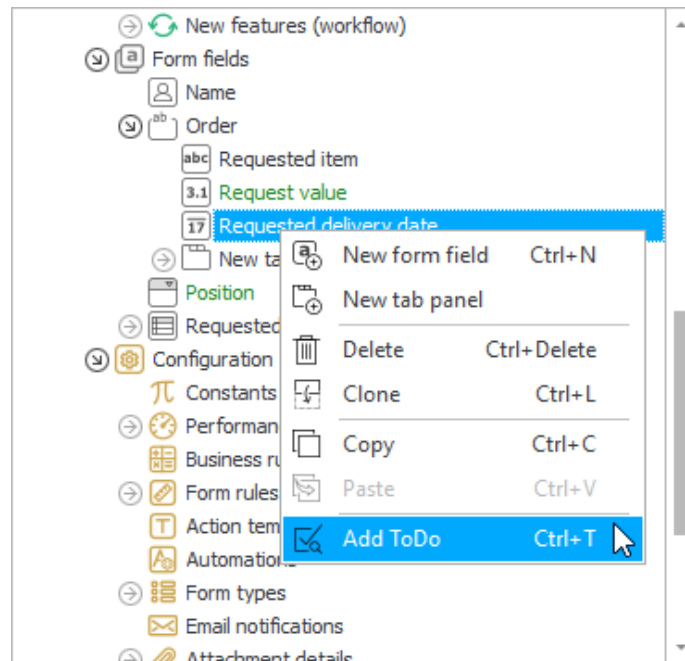 New features (workflow)
Form fields
Name
Order
Requested item
Request value
Requested delivery date
New ta
Position
Requested
Configuration
Constants
Performan
Business ru
Form rules
Action tem
Automations
Form types
Email notifications
Attachment details
New form field Ctrl+N
New tab panel
Delete Ctrl+Delete
Clone Ctrl+L
Copy Ctrl+C
Paste Ctrl+V
Add ToDo Ctrl+T